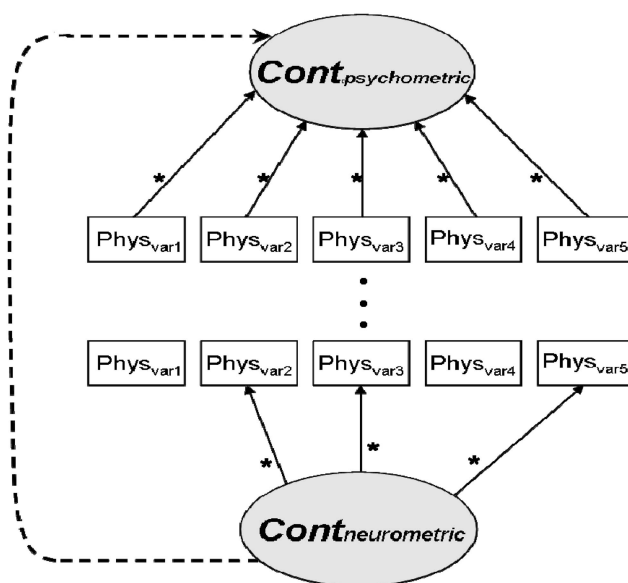 Cont.psychometric
* * * * *
Phys var1 Phys var2 Phys var3 Phys var4 Phys var5
Phys var1 Phys var2 Phys var3 Phys var4 Phys var5
* * *
Cont neurometric